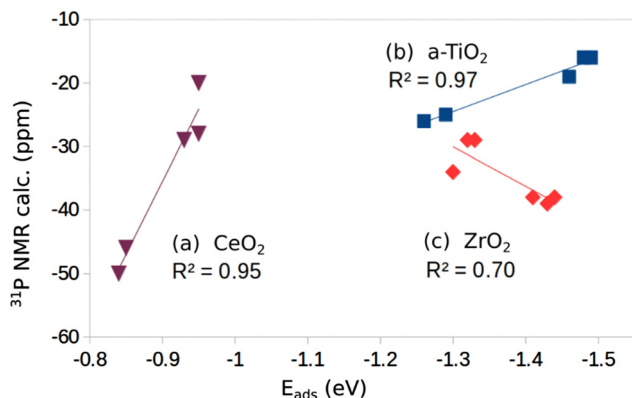 -10
-20
-30
-40
-50
-60
³¹P NMR calc. (ppm)
(b) a-TiO₂
R² = 0.97
(a) CeO₂
R² = 0.95
(c) ZrO₂
R² = 0.70
-0.8 -0.9 -1 -1.1 -1.2 -1.3 -1.4 -1.5
E_ads (eV)